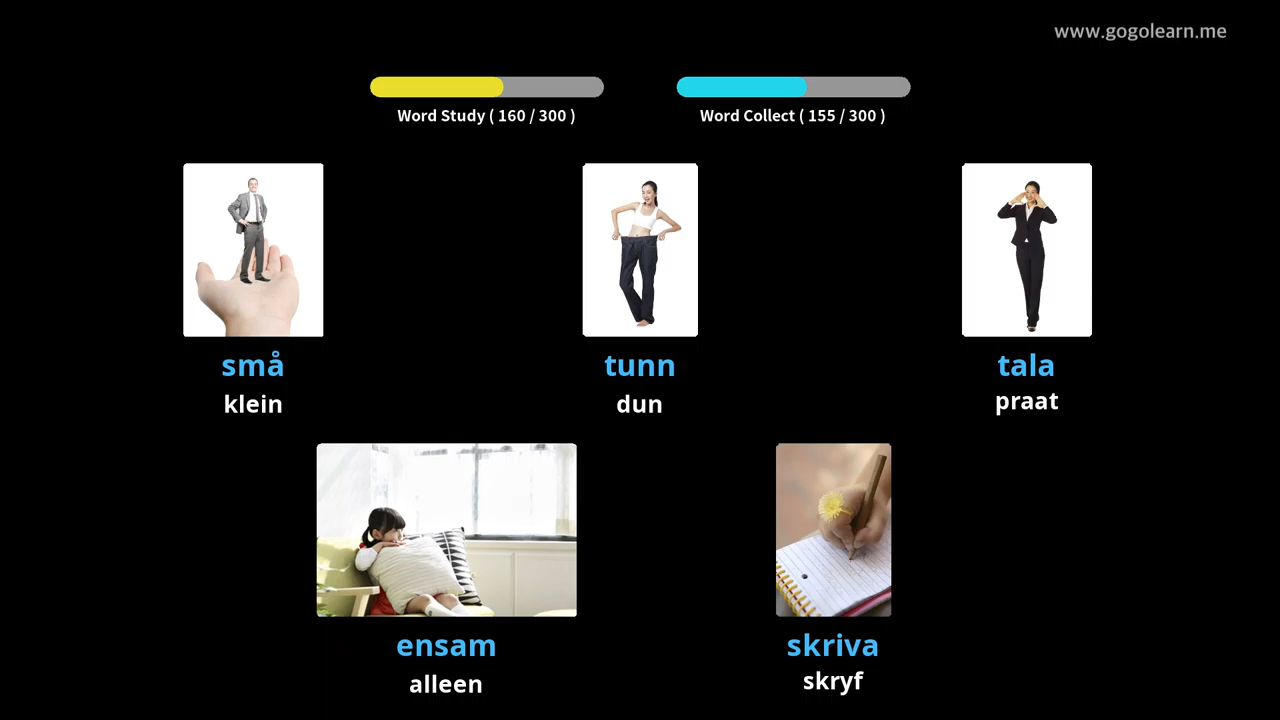 www.gogolearn.me
Word Study ( 160 / 300 )
Word Collect ( 155 / 300 )
små
klein
tunn
dun
tala
praat
ensam
alleen
skriva
skryf